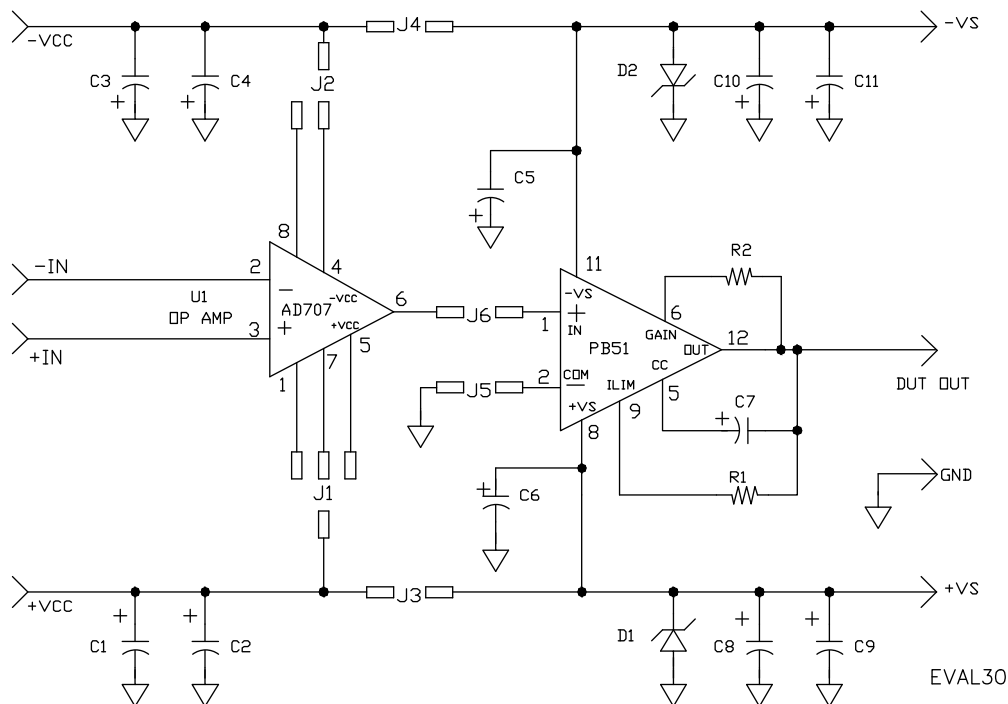 -VCC
J4
-VS
C3
+
C4
+
J2
D2
C10
+
C11
+
C5
+
8
4
-IN
2
U1
OP AMP
-
AD707
-VCC
+VCC
+
6
3
+IN
7
5
1
J6
1
11
-VS
+
IN
PB51
R2
6
GAIN
OUT
12
DUT OUT
J5
2
COM
-
+VS
ILIM
CC
5
9
8
+
C7
R1
GND
+
C6
J1
+VCC
J3
+VS
+
C1
+
C2
D1
+
C8
+
C9
EVAL30